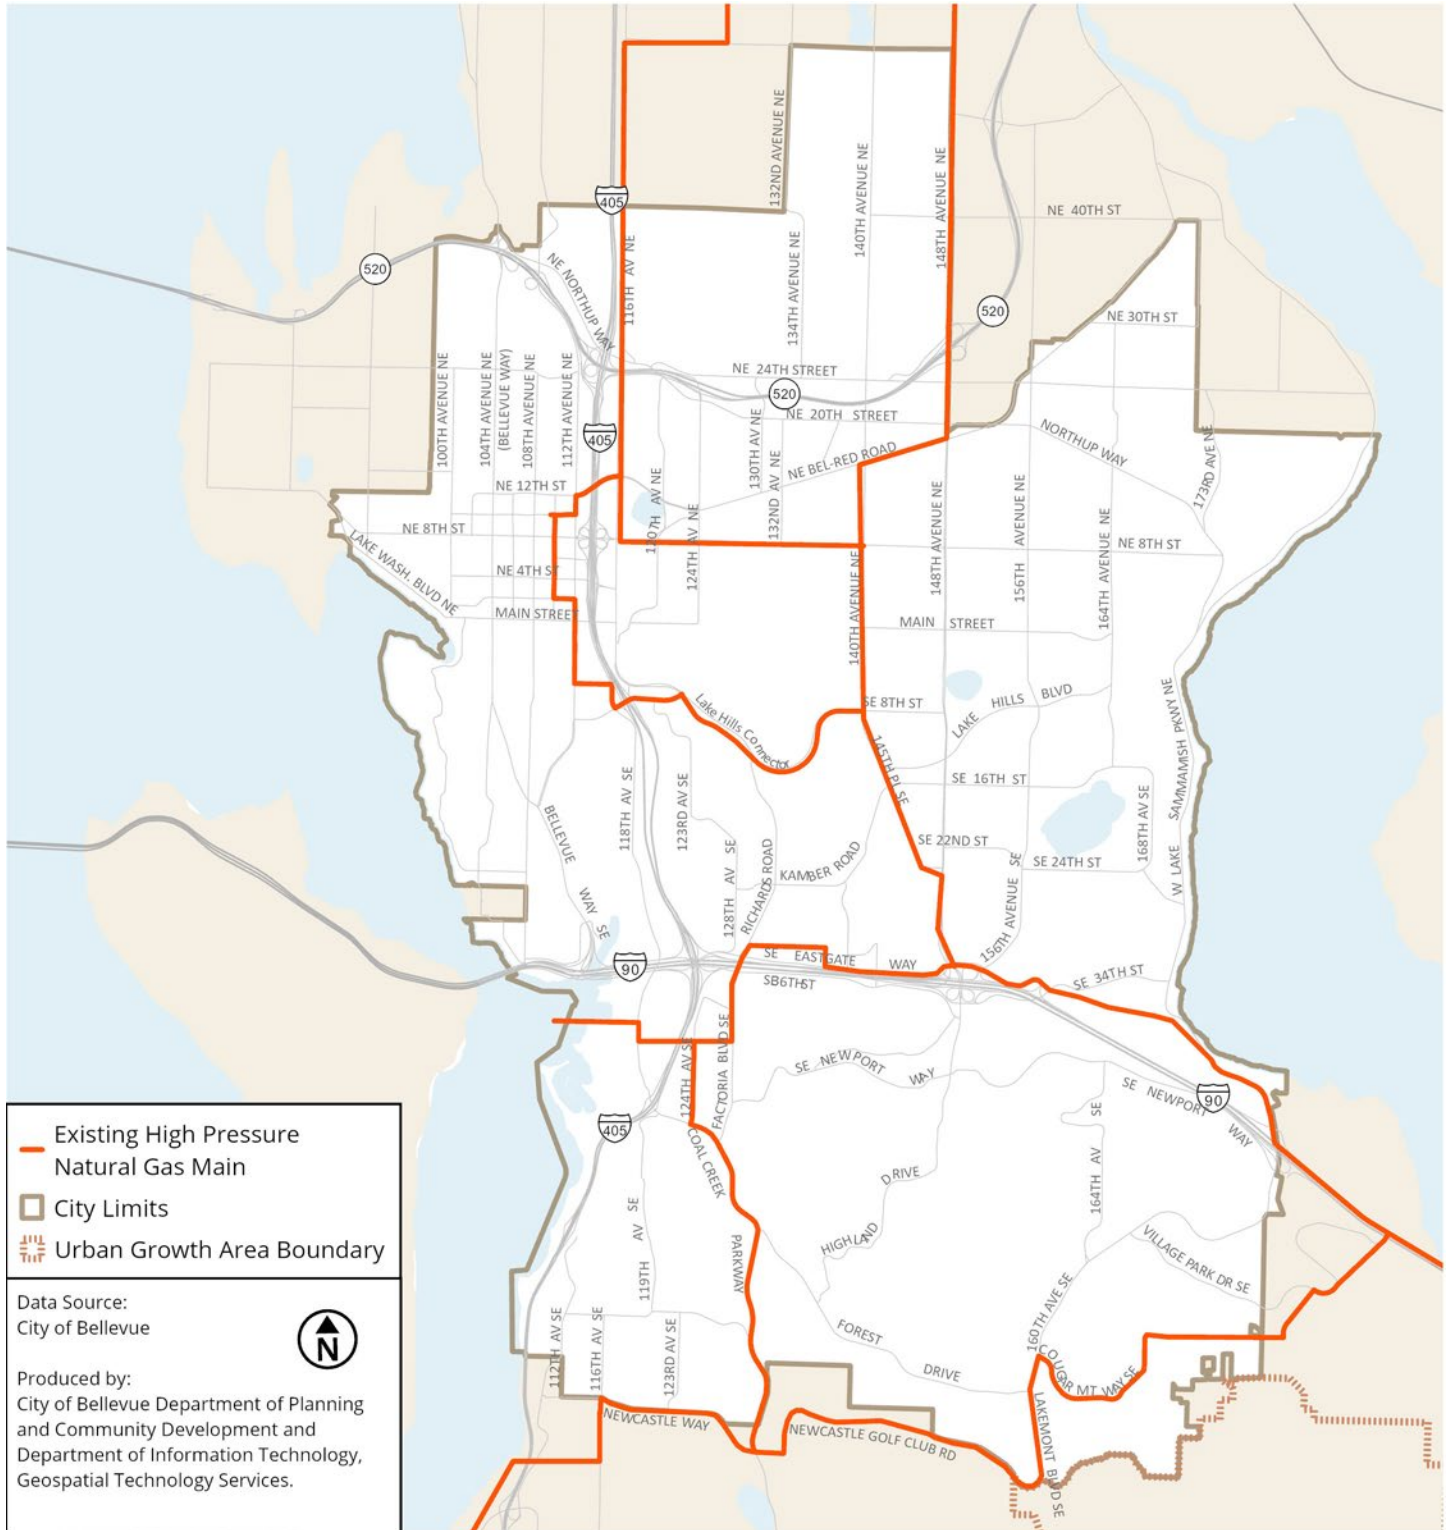 132ND AVENUE NE
140TH AVENUE NE
148TH AVENUE NE
405
NE 40TH ST
520
116TH AV NE
NE NORTHUP WAY
134TH AVENUE NE
520
NE 30TH ST
100TH AVENUE NE
104TH AVENUE NE
(BELLEVUE WAY)
108TH AVENUE NE
112TH AVENUE NE
NE 24TH STREET
520
NE 20TH STREET
405
130TH AV NE
132ND AV NE
NE BEL-RED ROAD
NORTHUP WAY
173RD AVE NE
NE 12TH ST
120TH AV NE
124TH AV NE
148TH AVENUE NE
156TH AVENUE NE
164TH AVENUE NE
NE 8TH ST
NE 8TH ST
LAKE WASH. BLVD NE
NE 4TH ST
MAIN STREET
140TH AVENUE NE
MAIN STREET
Lake Hills Connector
SE 8TH ST
LAKE HILLS BLVD
W LAKE SAMMAMISH PKWY NE
145TH PL SE
SE 16TH ST
BELLEVUE WAY SE
118TH AV SE
123RD AV SE
128TH AV SE
RICHARDS ROAD
KAMBER ROAD
SE 22ND ST
SE 24TH ST
168TH AV SE
156TH AVENUE SE
90
SE EASTGATE WAY
SE 34TH ST
124TH AV SE
FACTORIA BLVD SE
SE NEWPORT WAY
SE NEWPORT WAY
90
405
COAL CREEK PARKWAY
164TH AV SE
HIGHLAND DRIVE
119TH AV SE
VILLAGE PARK DR SE
160TH AVE SE
112TH AV SE
116TH AV SE
123RD AV SE
FOREST DRIVE
COUGAR MT WAY SE
LAKEMONT BLVD SE
NEWCASTLE WAY
NEWCASTLE GOLF CLUB RD
Existing High Pressure
Natural Gas Main
City Limits
Urban Growth Area Boundary
Data Source:
City of Bellevue
N
Produced by:
City of Bellevue Department of Planning
and Community Development and
Department of Information Technology,
Geospatial Technology Services.